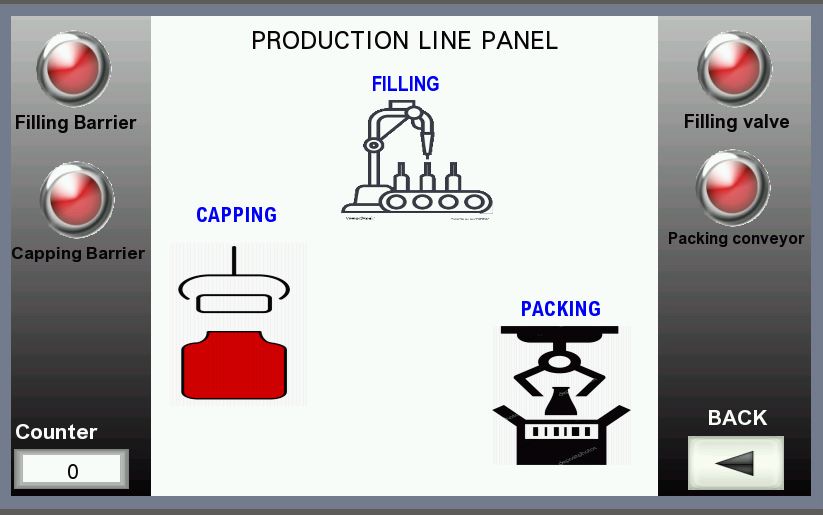 PRODUCTION LINE PANEL
FILLING
Filling Barrier
Filling valve
CAPPING
Capping Barrier
Packing conveyor
PACKING
BACK
Counter
0